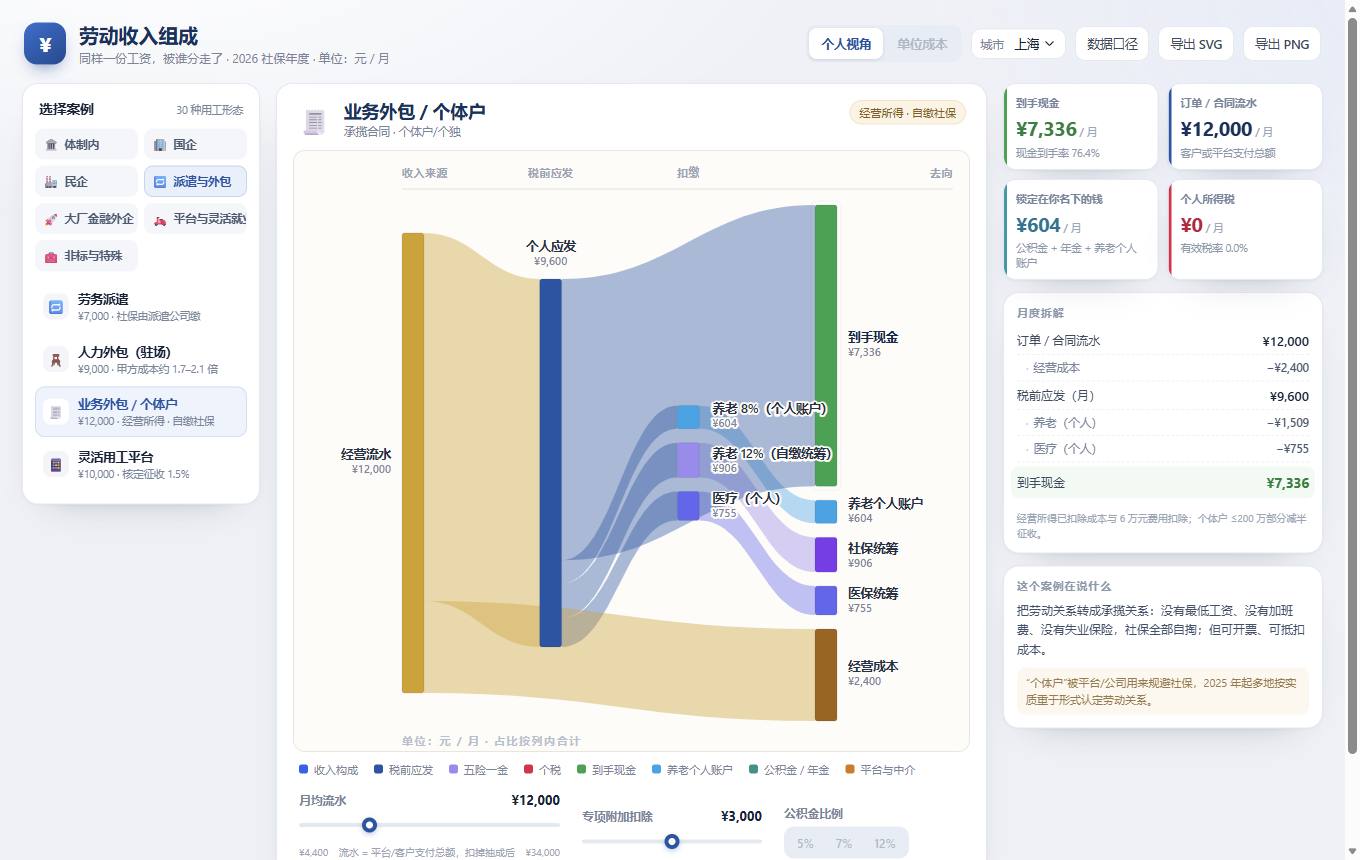 ¥
劳动收入组成
同样一份工资，被谁分走了 · 2026 社保年度 · 单位：元 / 月
个人视角
单位成本
城市 上海
数据口径
导出 SVG
导出 PNG
选择案例
30 种用工形态
体制内
国企
民企
派遣与外包
大厂金融外企
平台与灵活就业
非标与特殊
劳务派遣
¥7,000 · 社保由派遣公司缴
人力外包（驻场）
¥9,000 · 甲方成本约 1.7–2.1 倍
业务外包 / 个体户
¥12,000 · 经营所得 · 自缴社保
灵活用工平台
¥10,000 · 核定征收 1.5%
业务外包 / 个体户
承揽合同 · 个体户/个独
经营所得 · 自缴社保
收入来源
税前应发
扣缴
去向
个人应发
¥9,600
到手现金
¥7,336
养老 8%（个人账户）
¥604
经营流水
¥12,000
养老 12%（自缴统筹）
¥906
医疗（个人）
¥755
养老个人账户
¥604
社保统筹
¥906
医保统筹
¥755
经营成本
¥2,400
单位：元 / 月 · 占比按列内合计
收入构成
税前应发
五险一金
个税
到手现金
养老个人账户
公积金 / 年金
平台与中介
月均流水
¥12,000
¥4,400
流水 = 平台/客户支付总额，扣掉抽成后
¥34,000
专项附加扣除
¥3,000
公积金比例
5%
7%
12%
到手现金
¥7,336 / 月
现金到手率 76.4%
订单 / 合同流水
¥12,000 / 月
客户或平台支付总额
锁定在你名下的钱
¥604 / 月
公积金 + 年金 + 养老个人
账户
个人所得税
¥0 / 月
有效税率 0.0%
月度拆解
订单 / 合同流水 ¥12,000
· 经营成本 −¥2,400
税前应发（月） ¥9,600
· 养老（个人） −¥1,509
· 医疗（个人） −¥755
到手现金 ¥7,336
经营所得已扣除成本与 6 万元费用扣除；个体户 ≤200 万部分减半
征收。
这个案例在说什么
把劳动关系转成承揽关系：没有最低工资、没有加班
费、没有失业保险，社保全部自掏；但可开票、可抵扣
成本。
“个体户”被平台/公司用来规避社保，2025 年起多地按实
质重于形式认定劳动关系。